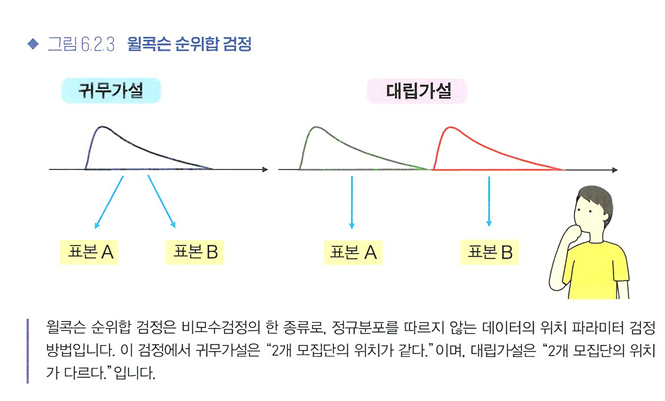 ◆ 그림 6.2.3 윌콕슨 순위합 검정
귀무가설
대립가설
표본 A
표본 B
표본 A
표본 B
윌콕슨 순위합 검정은 비모수검정의 한 종류로, 정규분포를 따르지 않는 데이터의 위치 파라미터 검정
방법입니다. 이 검정에서 귀무가설은 “2개 모집단의 위치가 같다.”이며, 대립가설은 “2개 모집단의 위치
가 다르다.”입니다.